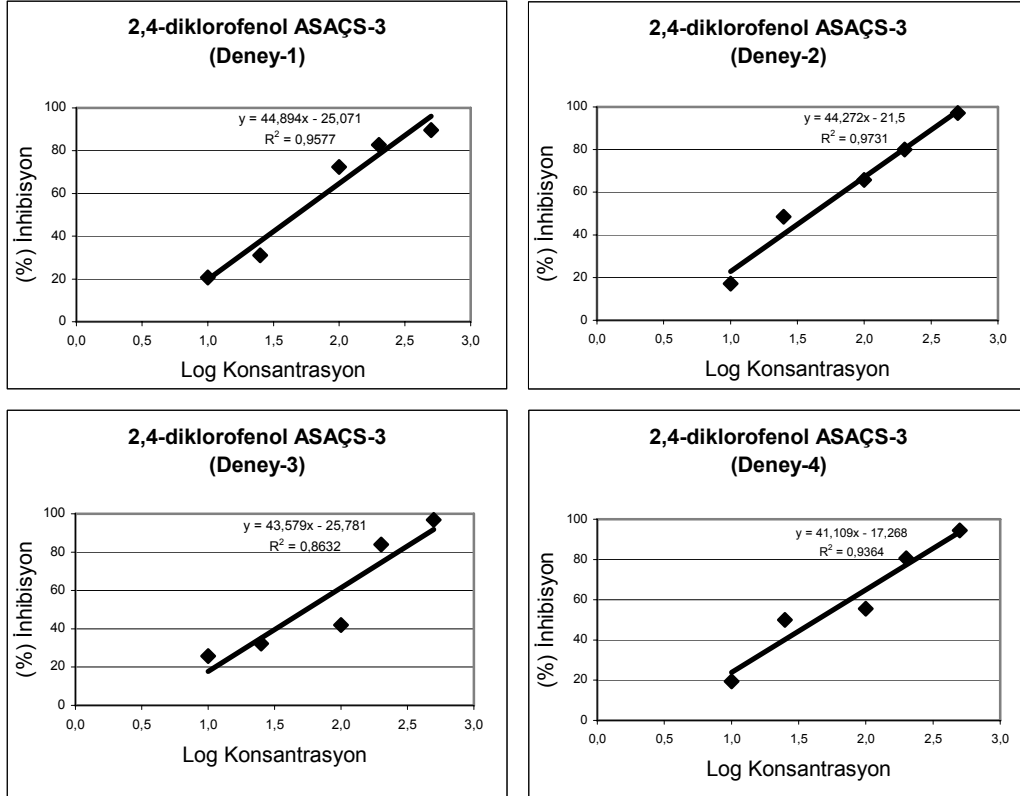 2,4-diklorofenol ASAÇS-3
(Deney-1)
y = 44,894x - 25,071
R² = 0,9577
100
80
60
40
20
0
0,0 0,5 1,0 1,5 2,0 2,5 3,0
(%) İnhibisyon
Log Konsantrasyon
2,4-diklorofenol ASAÇS-3
(Deney-2)
y = 44,272x - 21,5
R² = 0,9731
100
80
60
40
20
0
0,0 0,5 1,0 1,5 2,0 2,5 3,0
(%) İnhibisyon
Log Konsantrasyon
2,4-diklorofenol ASAÇS-3
(Deney-3)
y = 43,579x - 25,781
R² = 0,8632
100
80
60
40
20
0
0,0 0,5 1,0 1,5 2,0 2,5 3,0
(%) İnhibisyon
Log Konsantrasyon
2,4-diklorofenol ASAÇS-3
(Deney-4)
y = 41,109x - 17,268
R² = 0,9364
100
80
60
40
20
0
0,0 0,5 1,0 1,5 2,0 2,5 3,0
(%) İnhibisyon
Log Konsantrasyon